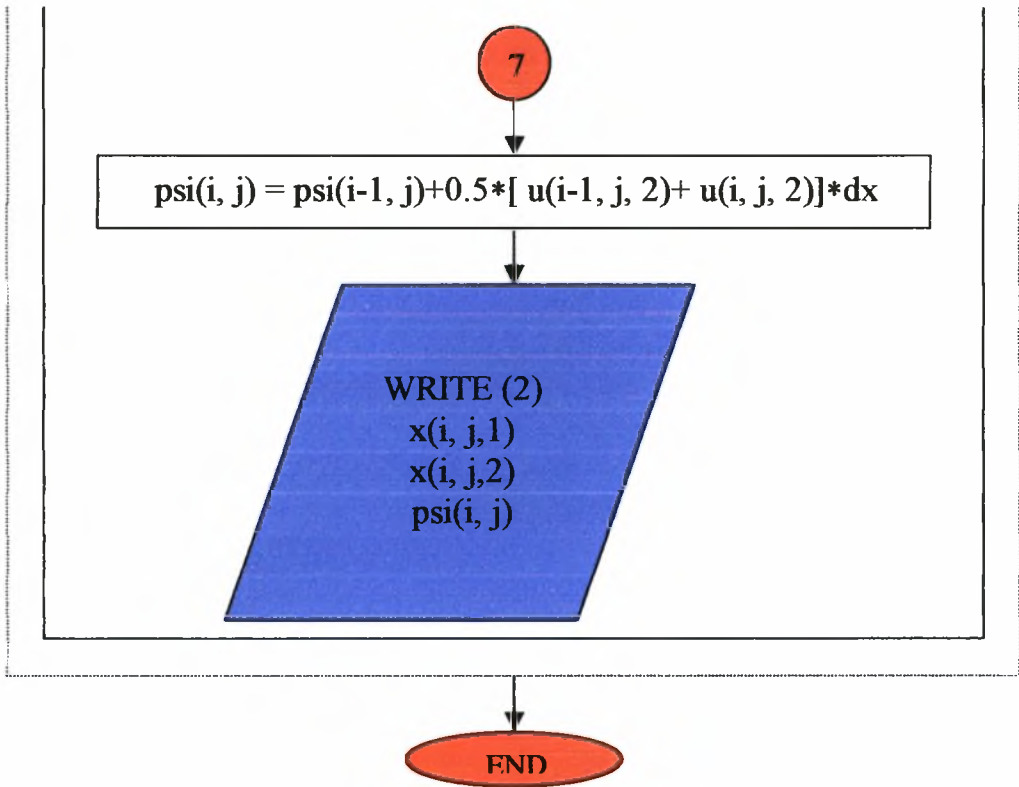 7
psi(i, j) = psi(i-1, j)+0.5*[ u(i-1, j, 2)+ u(i, j, 2)]*dx
WRITE (2)
x(i, j,1)
x(i, j,2)
psi(i, j)
END